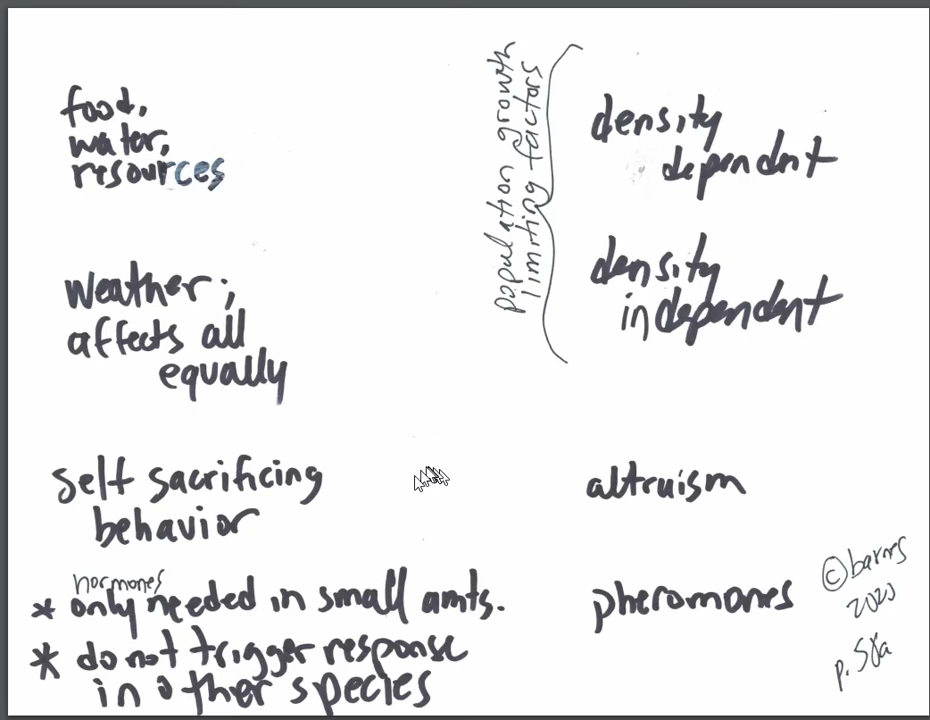 food,
water,
resources
population growth
limiting factors
density
dependent
weather;
affects all
equally
density
independent
self sacrificing
behavior
altruism
hormones
* only needed in small amts.
* do not trigger response
in other species
pheromones
©barnes
2020